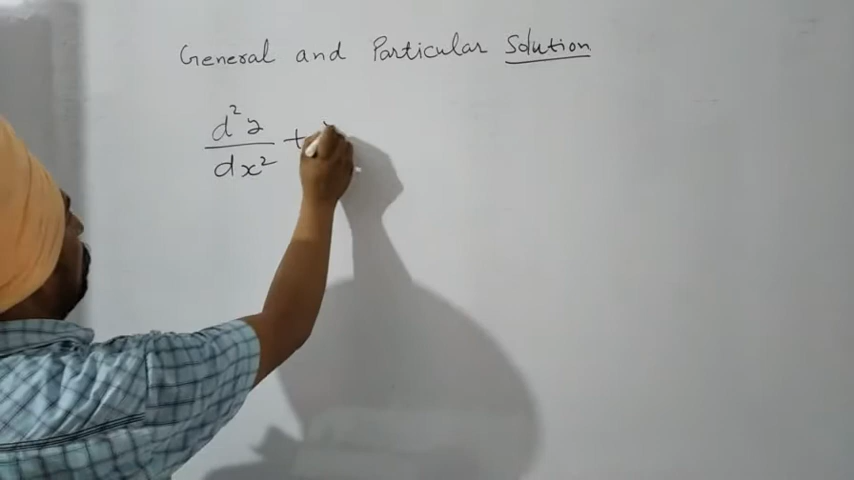 General and Particular Solution
d²y
dx² +